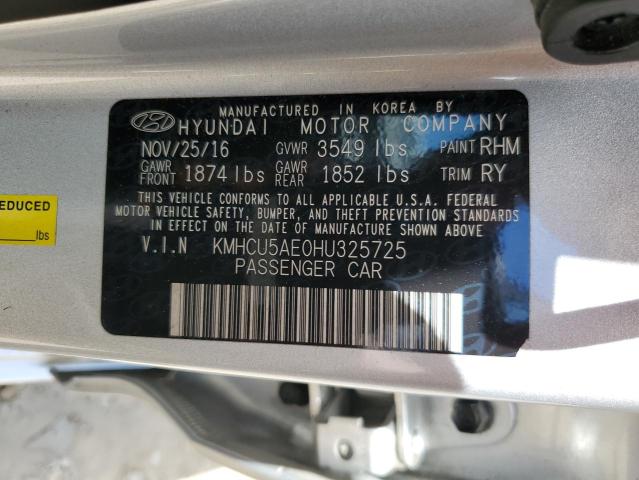 MANUFACTURED IN KOREA BY
HYUNDAI MOTOR COMPANY
NOV/25/16 GVWR 3549 lbs PAINT RHM
GAWR FRONT 1874 lbs GAWR REAR 1852 lbs TRIM RY
THIS VEHICLE CONFORMS TO ALL APPLICABLE U.S.A. FEDERAL
MOTOR VEHICLE SAFETY, BUMPER, AND THEFT PREVENTION STANDARDS
IN EFFECT ON THE DATE OF MANUFACTURE SHOWN ABOVE
V.I.N KMHCU5AE0HU325725
PASSENGER CAR
EDUCED
lbs